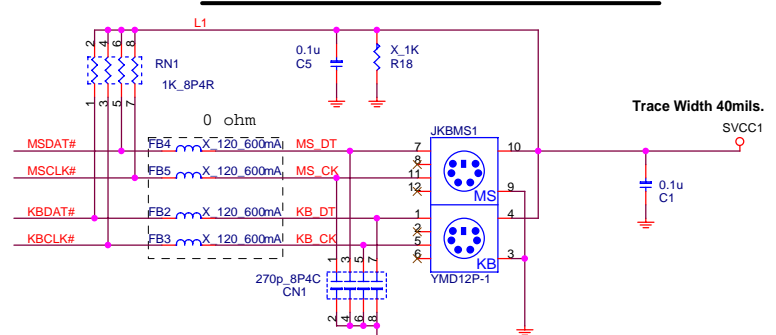 L1
2 4 6 8
RN1
1K_8P4R
1 3 5 7
0.1u
C5
X_1K
R18
0 ohm
Trace Width 40mils.
SVCC1
MSDAT#
FB4
X_120_600mA
MS_DT
JKBMS1
7
10
8
MSCLK#
FB5
X_120_600mA
MS_CK
11
12
MS
9
0.1u
C1
KBDAT#
FB2
X_120_600mA
KB_DT
1
4
2
KBCLK#
FB3
X_120_600mA
KB_CK
5
6
KB
3
YMD12P-1
1 3 5 7
270p_8P4C
CN1
2 4 6 8